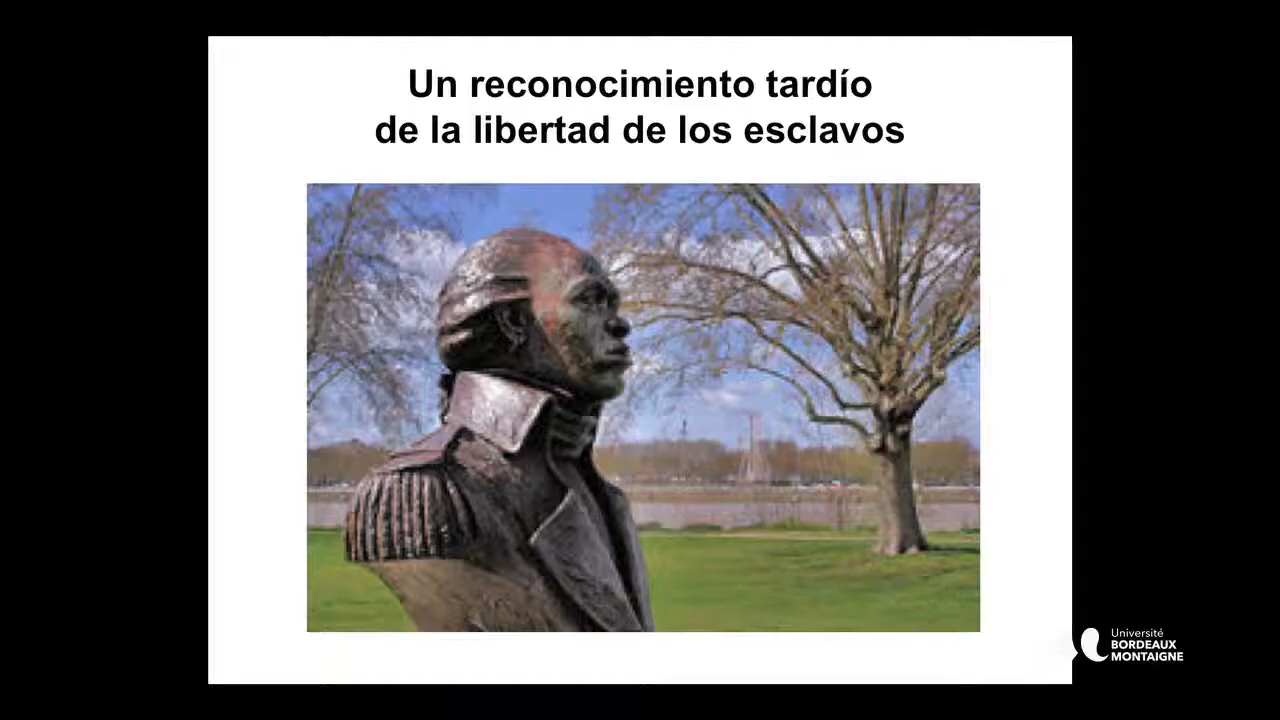 Un reconocimiento tardío
de la libertad de los esclavos
Université
BORDEAUX
MONTAIGNE